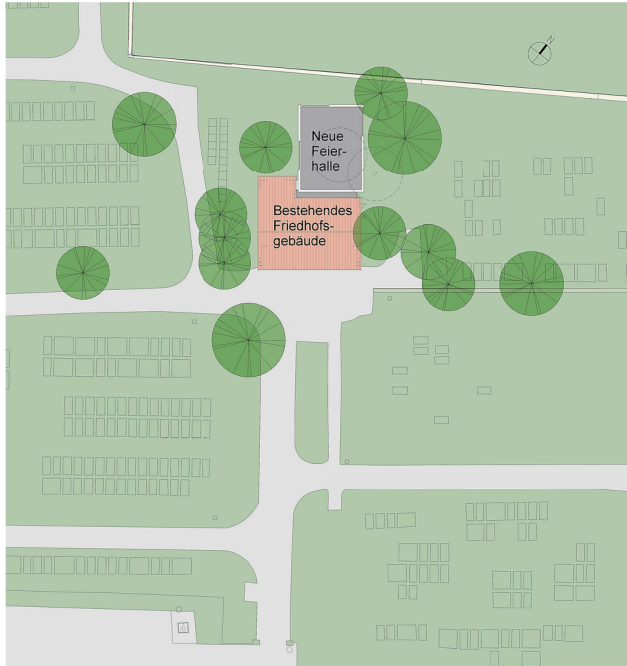 N
Neue
Feier-
halle
Bestehendes
Friedhofs-
gebäude